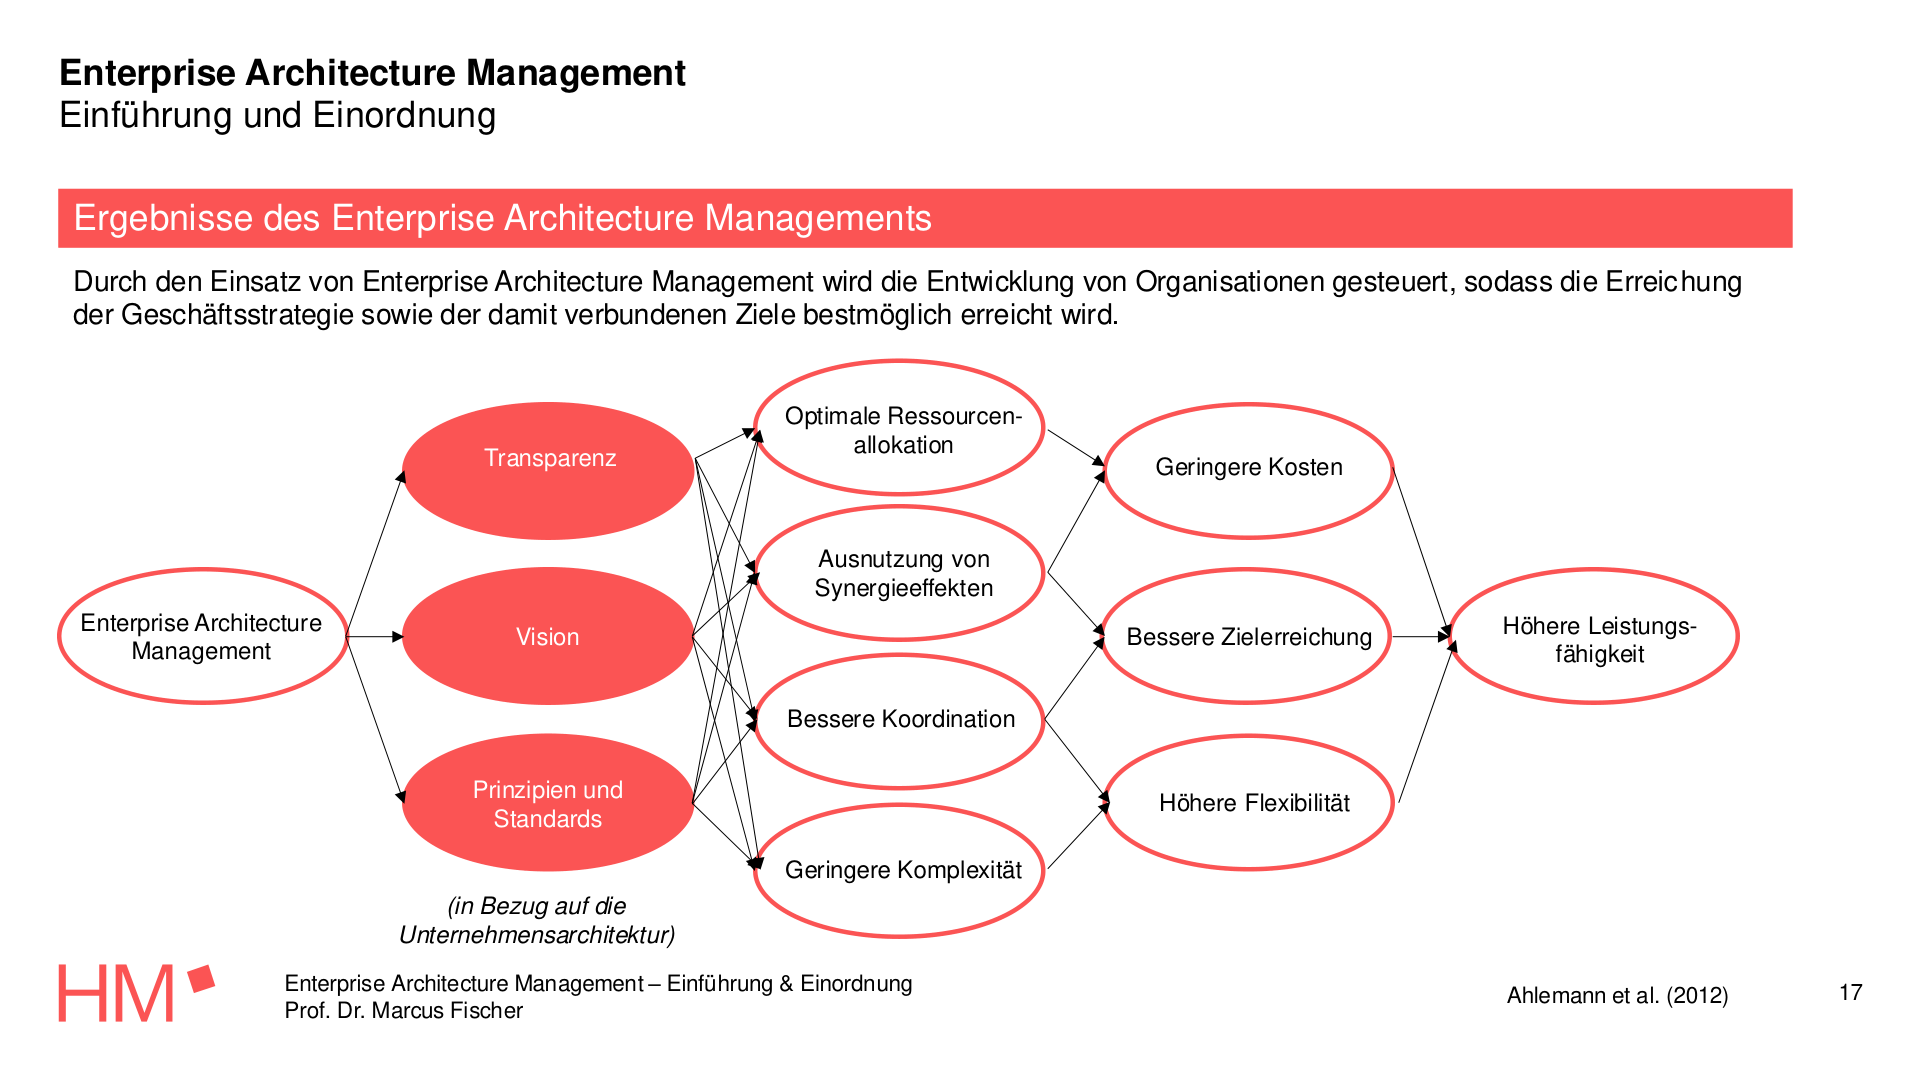 Enterprise Architecture Management
Einführung und Einordnung
Ergebnisse des Enterprise Architecture Managements
Durch den Einsatz von Enterprise Architecture Management wird die Entwicklung von Organisationen gesteuert, sodass die Erreichung
der Geschäftsstrategie sowie der damit verbundenen Ziele bestmöglich erreicht wird.
Enterprise Architecture
Management
Transparenz
Vision
Prinzipien und
Standards
(in Bezug auf die
Unternehmensarchitektur)
Optimale Ressourcen-
allokation
Ausnutzung von
Synergieeffekten
Bessere Koordination
Geringere Komplexität
Geringere Kosten
Bessere Zielerreichung
Höhere Flexibilität
Höhere Leistungs-
fähigkeit
HM
Enterprise Architecture Management – Einführung & Einordnung
Prof. Dr. Marcus Fischer
Ahlemann et al. (2012)
17